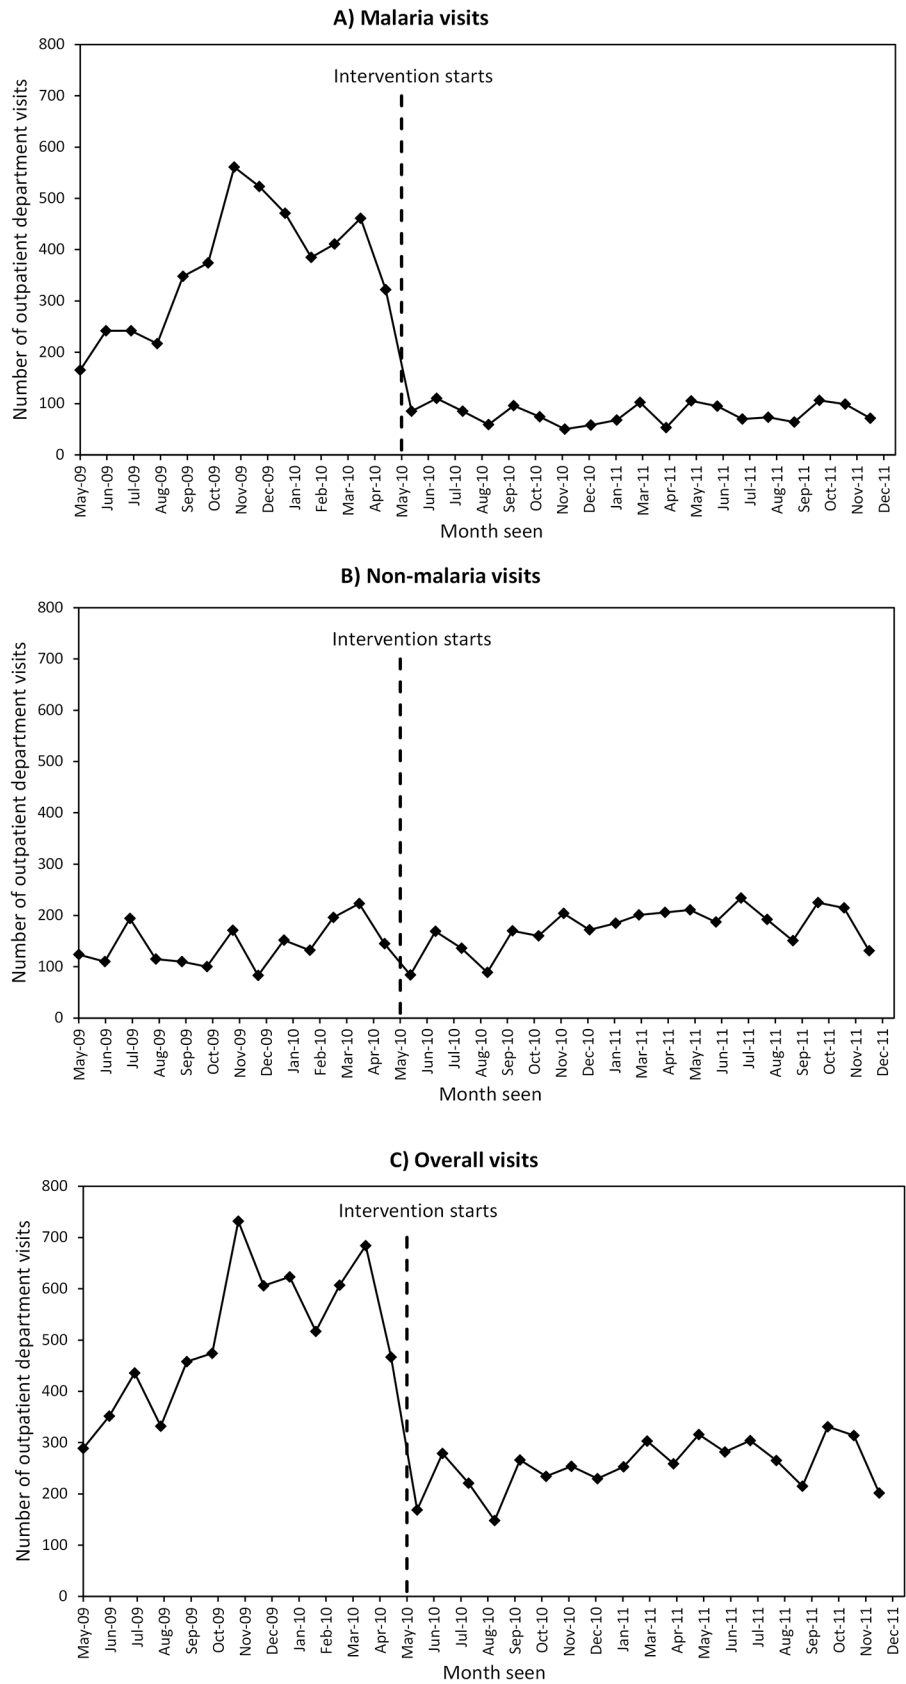 A) Malaria visits
800
700
600
500
400
300
200
100
0
Number of outpatient department visits
Intervention starts
May-09
Jun-09
Jul-09
Aug-09
Sep-09
Oct-09
Nov-09
Dec-09
Jan-10
Feb-10
Mar-10
Apr-10
May-10
Jun-10
Jul-10
Aug-10
Sep-10
Oct-10
Nov-10
Dec-10
Jan-11
Mar-11
Apr-11
May-11
Jun-11
Jul-11
Aug-11
Sep-11
Oct-11
Nov-11
Dec-11
Month seen
B) Non-malaria visits
800
700
600
500
400
300
200
100
0
Number of outpatient department visits
Intervention starts
May-09
Jun-09
Jul-09
Aug-09
Sep-09
Oct-09
Nov-09
Dec-09
Jan-10
Feb-10
Mar-10
Apr-10
May-10
Jun-10
Jul-10
Aug-10
Sep-10
Oct-10
Nov-10
Dec-10
Jan-11
Mar-11
Apr-11
May-11
Jun-11
Jul-11
Aug-11
Sep-11
Oct-11
Nov-11
Dec-11
Month seen
C) Overall visits
800
700
600
500
400
300
200
100
0
Number of outpatient department visits
Intervention starts
May-09
Jun-09
Jul-09
Aug-09
Sep-09
Oct-09
Nov-09
Dec-09
Jan-10
Feb-10
Mar-10
Apr-10
May-10
Jun-10
Jul-10
Aug-10
Sep-10
Oct-10
Nov-10
Dec-10
Jan-11
Mar-11
Apr-11
May-11
Jun-11
Jul-11
Aug-11
Sep-11
Oct-11
Nov-11
Dec-11
Month seen